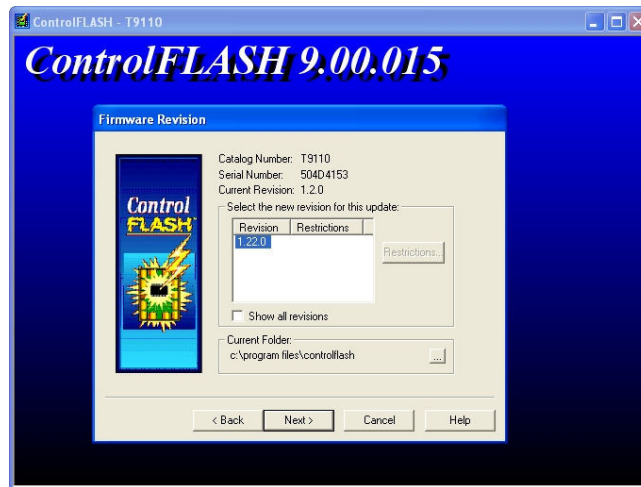 ControlFLASH - T9110
ControlFLASH 9.00.015
Firmware Revision
Control
FLASH
Catalog Number: T9110
Serial Number: 504D4153
Current Revision: 1.2.0
Select the new revision for this update:
Revision Restrictions
1.22.0
Restrictions...
Show all revisions
Current Folder:
c:\program files\controlflash
...
< Back Next > Cancel Help